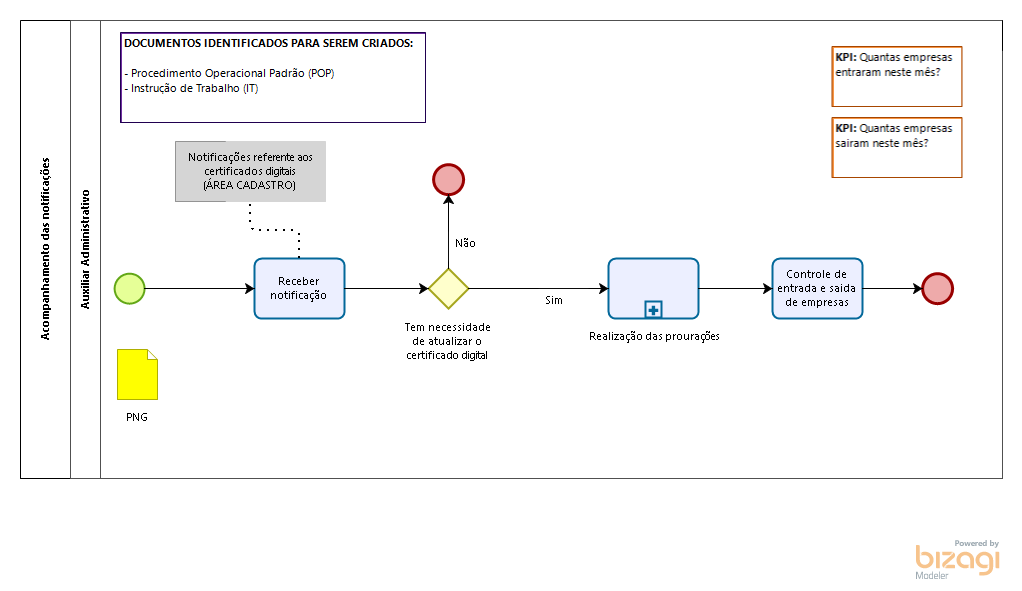 DOCUMENTOS IDENTIFICADOS PARA SEREM CRIADOS:
- Procedimento Operacional Padrão (POP)
- Instrução de Trabalho (IT)
KPI: Quantas empresas
entraram neste mês?
KPI: Quantas empresas
sairam neste mês?
Acompanhamento das notificações
Auxiliar Administrativo
Notificações referente aos
certificados digitais
(ÁREA CADASTRO)
Não
Receber
notificação
Sim
Controle de
entrada e saida
de empresas
Tem necessidade
de atualizar o
certificado digital
Realização das prourações
PNG
Powered by
bizagi
Modeler